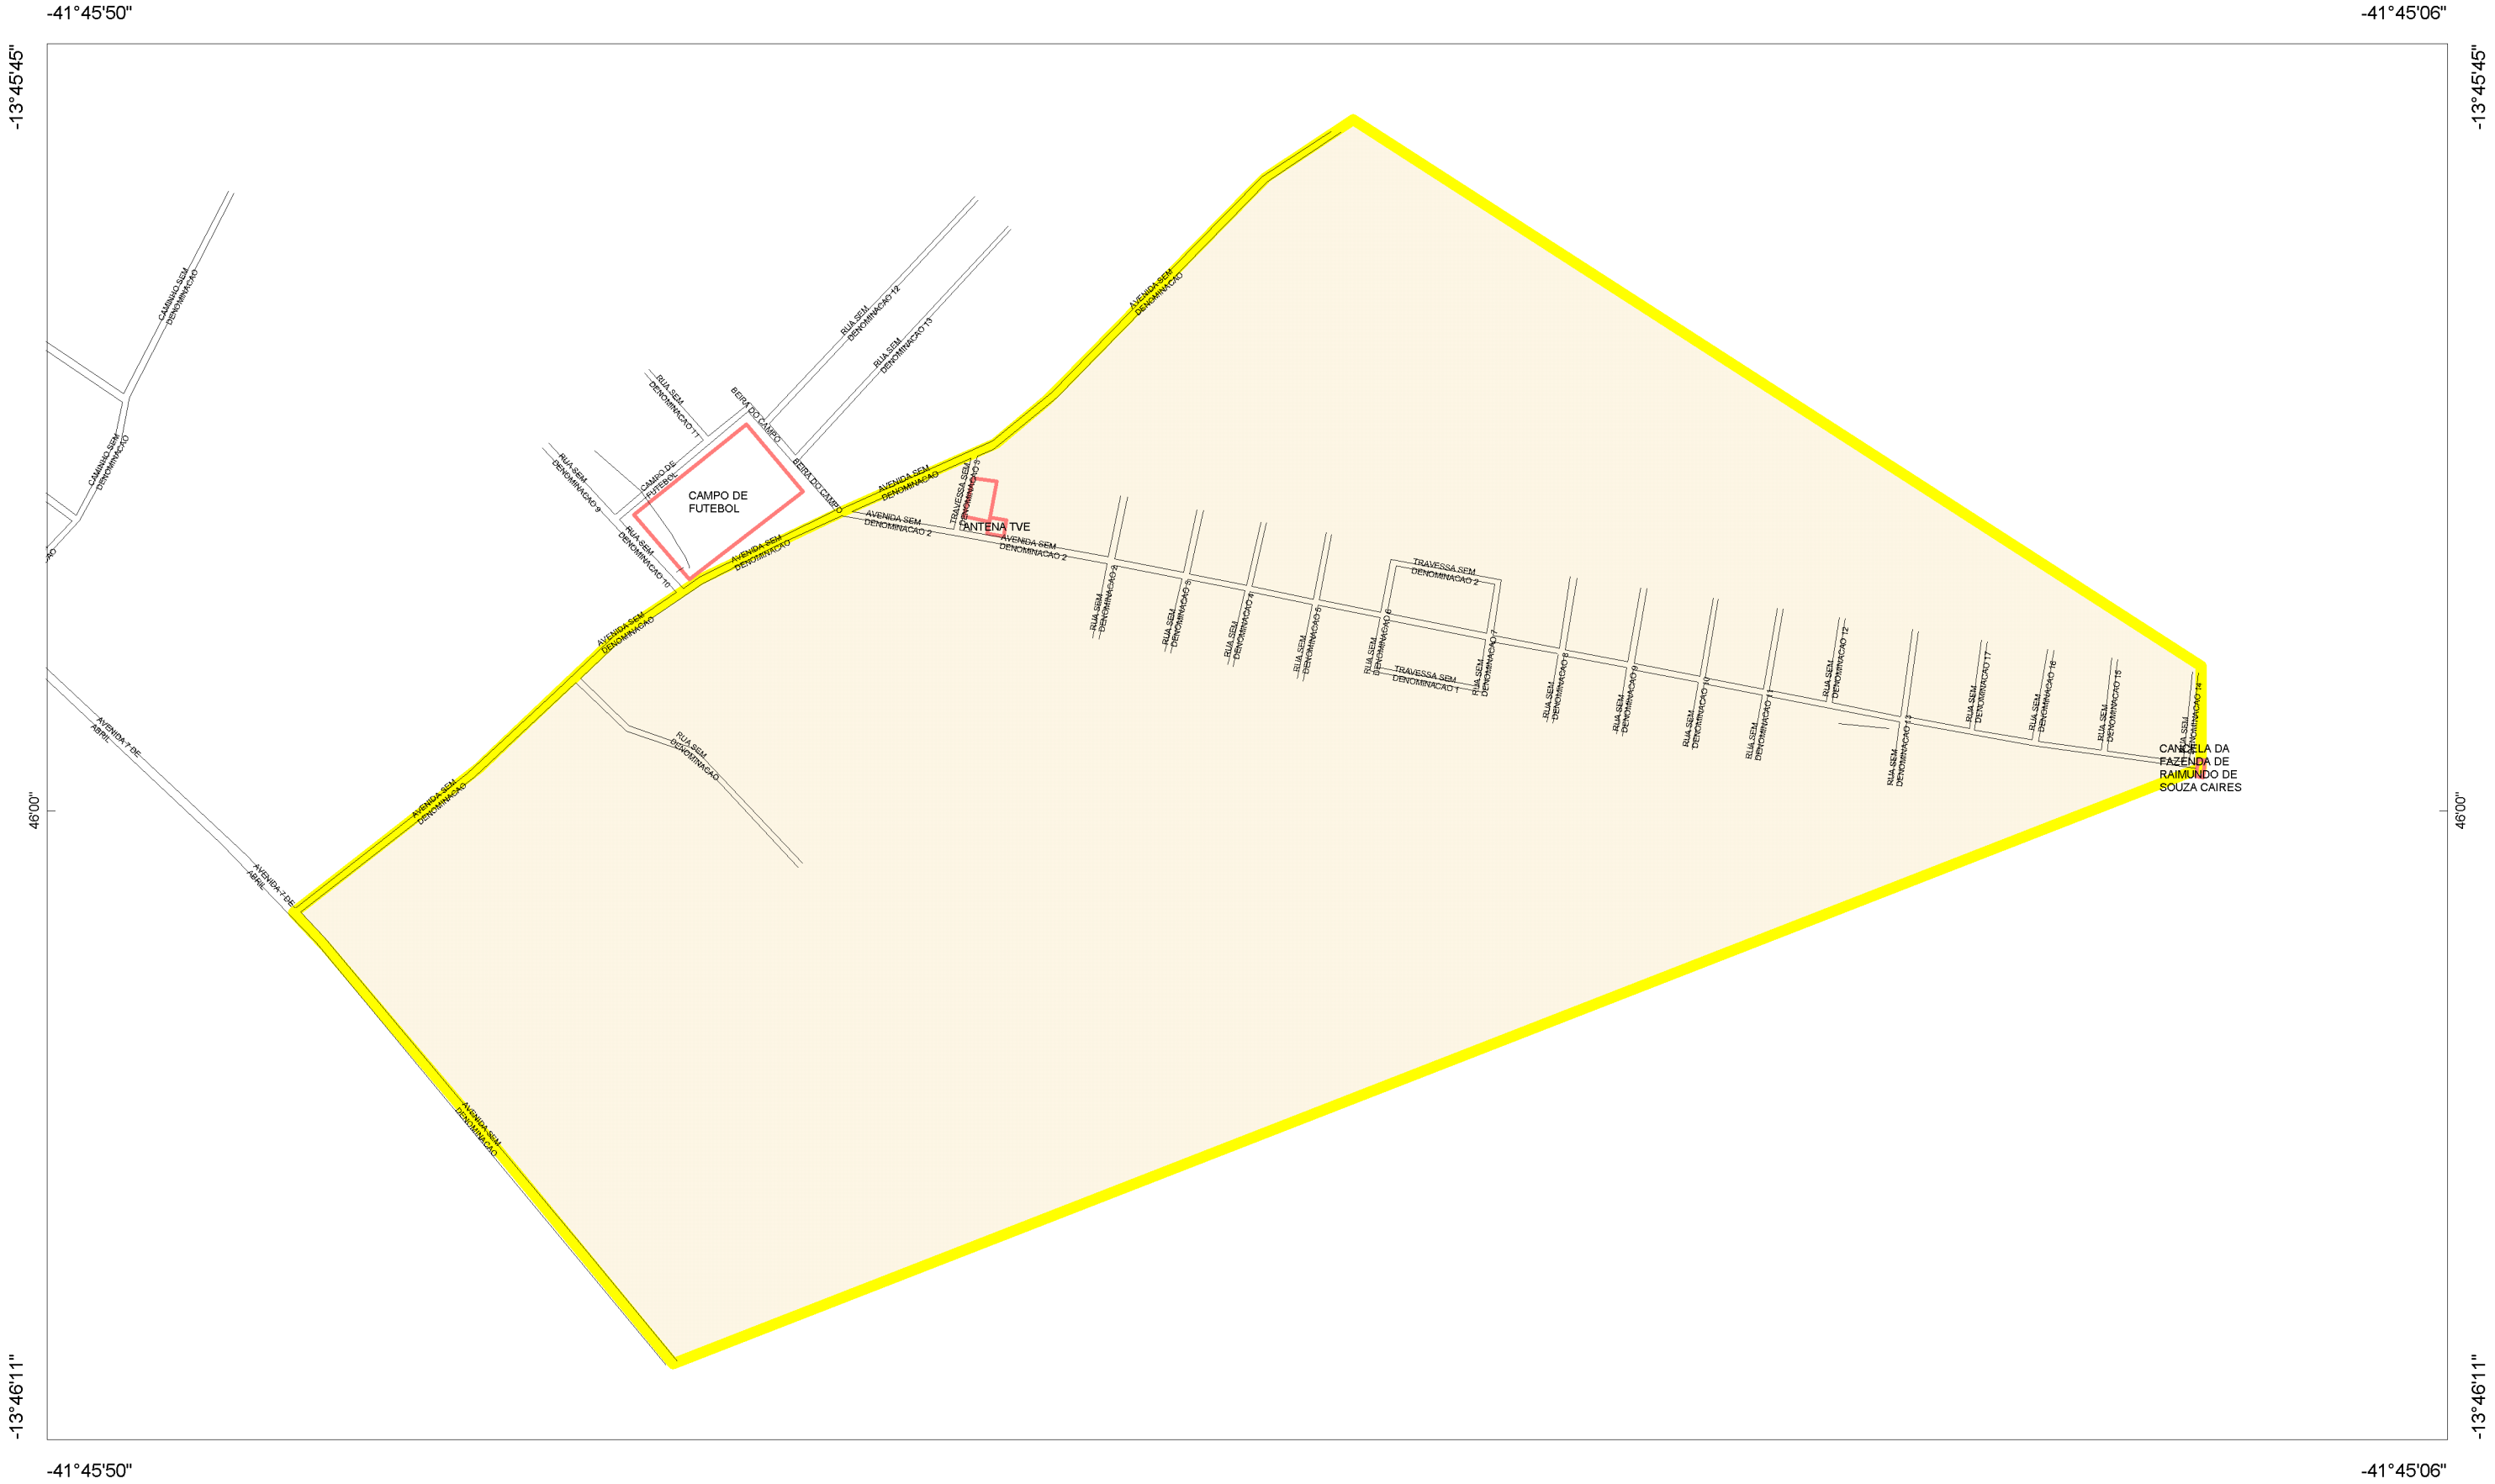 -41°45'50"
-41°45'06"
-13°45'45"
-13°45'45"
CAMINHO SEM
DENOMINACAO
CAMINHO SEM
DENOMINACAO
AO
RUA SEM
DENOMINACAO 12
RUA SEM
DENOMINACAO 13
AVENIDA SEM
DENOMINACAO
RUA SEM
DENOMINACAO 11
BEIRA DO CAMPO
BEIRA DO CAMPO
RUA SEM
DENOMINACAO 9
CAMPO DE
FUTEBOL
CAMPO DE
FUTEBOL
RUA SEM
DENOMINACAO 10
AVENIDA SEM
DENOMINACAO
AVENIDA SEM
DENOMINACAO
AVENIDA SEM
DENOMINACAO
TRAVESSA SEM
DENOMINACAO 3
ANTENA TVE
AVENIDA SEM
DENOMINACAO 2
AVENIDA SEM
DENOMINACAO 2
RUA SEM
DENOMINACAO 2
RUA SEM
DENOMINACAO 3
RUA SEM
DENOMINACAO 4
RUA SEM
DENOMINACAO 5
RUA SEM
DENOMINACAO 6
TRAVESSA SEM
DENOMINACAO 2
TRAVESSA SEM
DENOMINACAO 1
RUA SEM
DENOMINACAO 7
RUA SEM
DENOMINACAO 8
RUA SEM
DENOMINACAO 9
RUA SEM
DENOMINACAO 10
RUA SEM
DENOMINACAO 11
RUA SEM
DENOMINACAO 12
RUA SEM
DENOMINACAO 13
RUA SEM
DENOMINACAO 17
RUA SEM
DENOMINACAO 16
RUA SEM
DENOMINACAO 15
RUA SEM
DENOMINACAO 14
CANCELA DA
FAZENDA DE
RAIMUNDO DE
SOUZA CAIRES
AVENIDA 7 DE
ABRIL
AVENIDA 7 DE
ABRIL
RUA SEM
DENOMINACAO
AVENIDA SEM
DENOMINACAO
46'00"
46'00"
AVENIDA SEM
DENOMINACAO
-13°46'11"
-13°46'11"
-41°45'50"
-41°45'06"